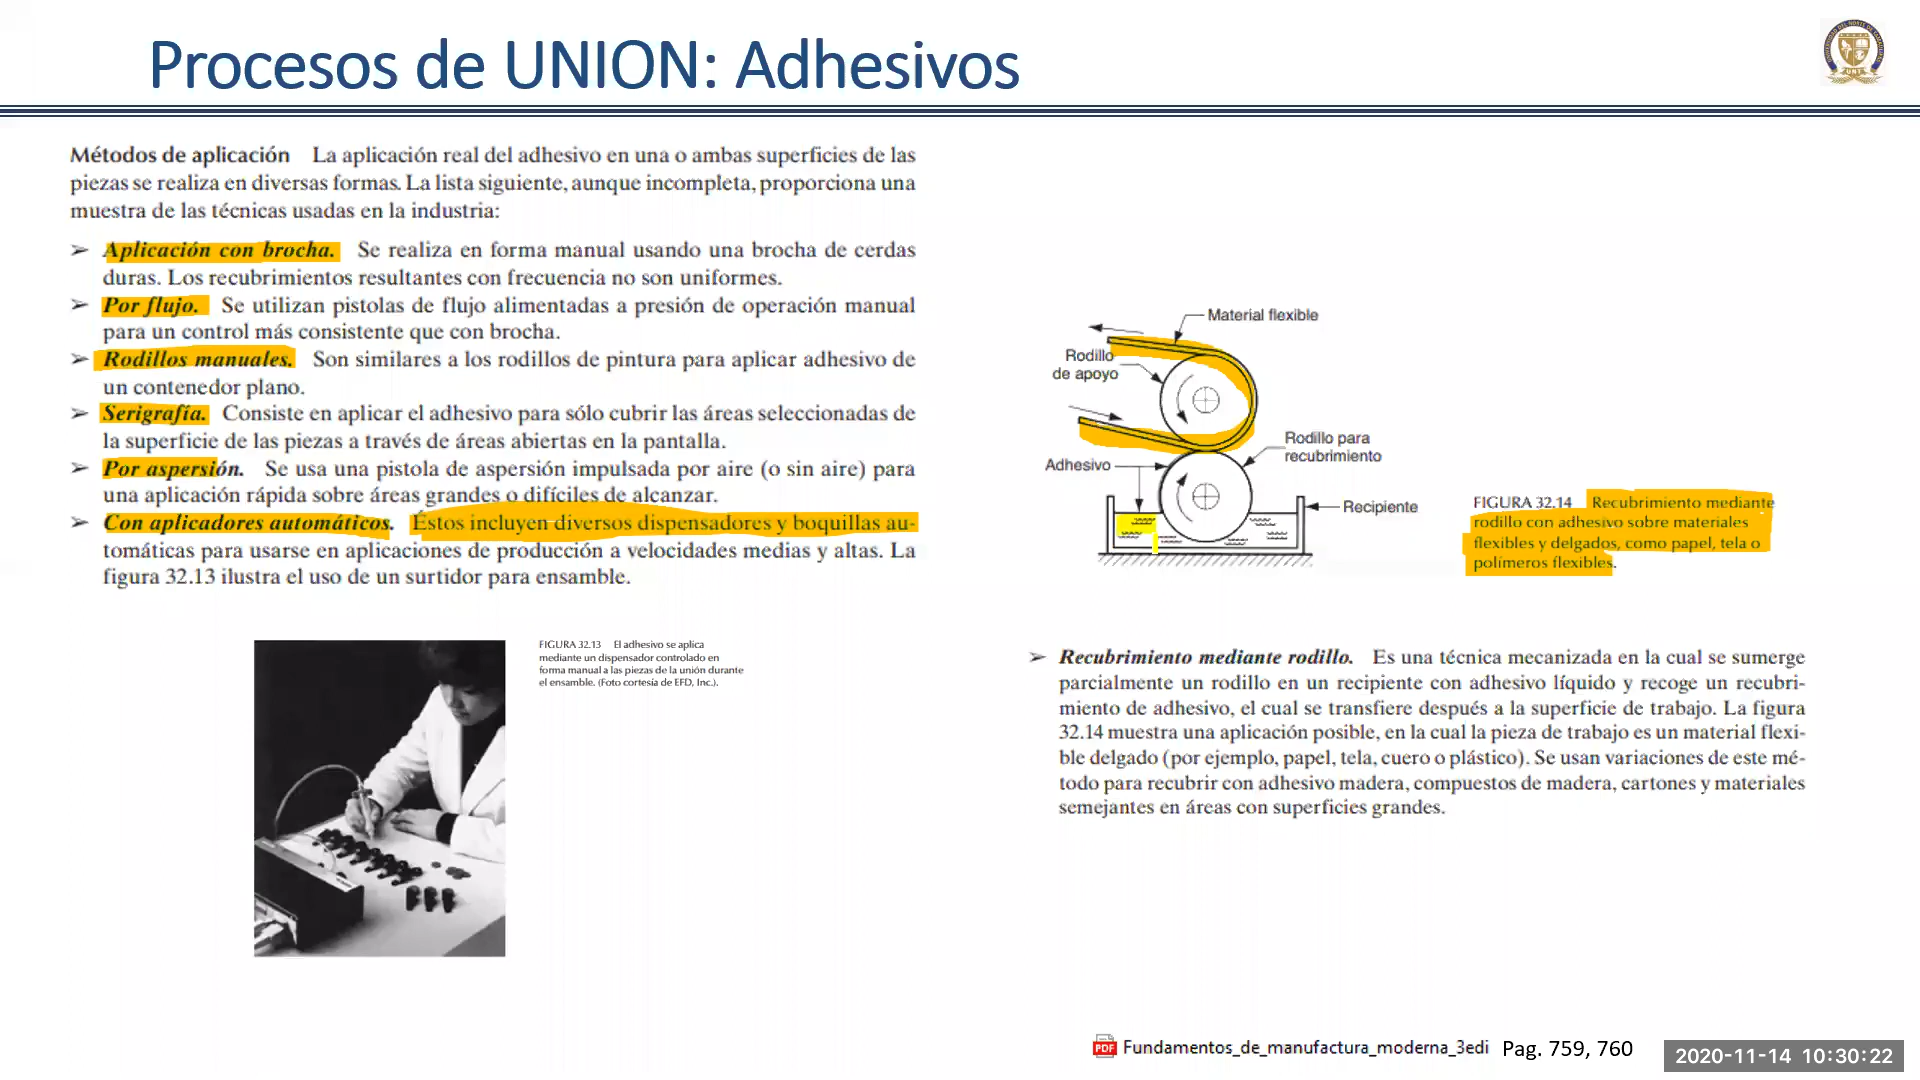 Procesos de UNION: Adhesivos
Métodos de aplicación La aplicación real del adhesivo en una o ambas superficies de las
piezas se realiza en diversas formas. La lista siguiente, aunque incompleta, proporciona una
muestra de las técnicas usadas en la industria:
➢ Aplicación con brocha. Se realiza en forma manual usando una brocha de cerdas
duras. Los recubrimientos resultantes con frecuencia no son uniformes.
➢ Por flujo. Se utilizan pistolas de flujo alimentadas a presión de operación manual
para un control más consistente que con brocha.
➢ Rodillos manuales. Son similares a los rodillos de pintura para aplicar adhesivo de
un contenedor plano.
➢ Serigrafía. Consiste en aplicar el adhesivo para sólo cubrir las áreas seleccionadas de
la superficie de las piezas a través de áreas abiertas en la pantalla.
➢ Por aspersión. Se usa una pistola de aspersión impulsada por aire (o sin aire) para
una aplicación rápida sobre áreas grandes o difíciles de alcanzar.
➢ Con aplicadores automáticos. Éstos incluyen diversos dispensadores y boquillas au-
tomáticas para usarse en aplicaciones de producción a velocidades medias y altas. La
figura 32.13 ilustra el uso de un surtidor para ensamble.
FIGURA 32.13 El adhesivo se aplica
mediante un dispensador controlado en
forma manual a las piezas de la unión durante
el ensamble. (Foto cortesía de EFD, Inc.).
Material flexible
Rodillo
de apoyo
Rodillo para
recubrimiento
Adhesivo
Recipiente
FIGURA 32.14 Recubrimiento mediante
rodillo con adhesivo sobre materiales
flexibles y delgados, como papel, tela o
polímeros flexibles.
➢ Recubrimiento mediante rodillo. Es una técnica mecanizada en la cual se sumerge
parcialmente un rodillo en un recipiente con adhesivo líquido y recoge un recubri-
miento de adhesivo, el cual se transfiere después a la superficie de trabajo. La figura
32.14 muestra una aplicación posible, en la cual la pieza de trabajo es un material flexi-
ble delgado (por ejemplo, papel, tela, cuero o plástico). Se usan variaciones de este mé-
todo para recubrir con adhesivo madera, compuestos de madera, cartones y materiales
semejantes en áreas con superficies grandes.
PDF Fundamentos_de_manufactura_moderna_3edi Pag. 759, 760
2020-11-14 10:30:22